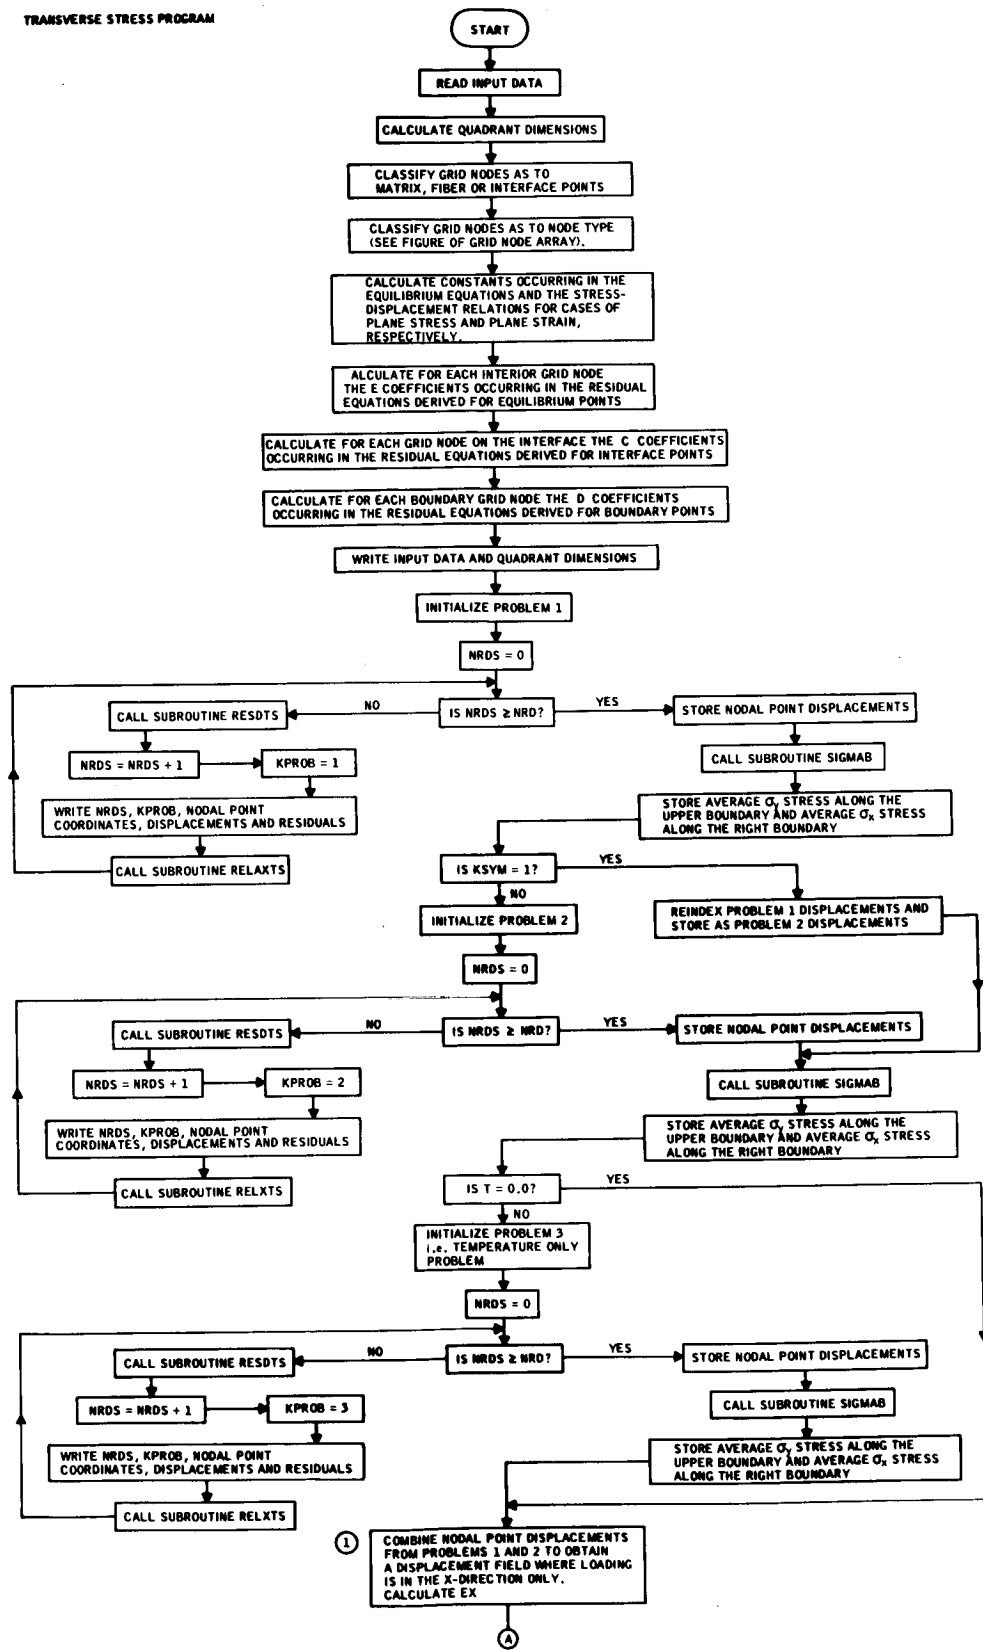 TRANSVERSE STRESS PROGRAM
START
READ INPUT DATA
CALCULATE QUADRANT DIMENSIONS
CLASSIFY GRID NODES AS TO
MATRIX, FIBER OR INTERFACE POINTS
CLASSIFY GRID NODES AS TO NODE TYPE
(SEE FIGURE OF GRID NODE ARRAY).
CALCULATE CONSTANTS OCCURRING IN THE
EQUILIBRIUM EQUATIONS AND THE STRESS-
DISPLACEMENT RELATIONS FOR CASES OF
PLANE STRESS AND PLANE STRAIN,
RESPECTIVELY.
ALCULATE FOR EACH INTERIOR GRID NODE
THE E COEFFICIENTS OCCURRING IN THE RESIDUAL
EQUATIONS DERIVED FOR EQUILIBRIUM POINTS
CALCULATE FOR EACH GRID NODE ON THE INTERFACE THE C COEFFICIENTS
OCCURRING IN THE RESIDUAL EQUATIONS DERIVED FOR INTERFACE POINTS
CALCULATE FOR EACH BOUNDARY GRID NODE THE D COEFFICIENTS
OCCURRING IN THE RESIDUAL EQUATIONS DERIVED FOR BOUNDARY POINTS
WRITE INPUT DATA AND QUADRANT DIMENSIONS
INITIALIZE PROBLEM 1
NRDS = 0
IS NRDS ≥ NRD?
NO
YES
CALL SUBROUTINE RESDTS
NRDS = NRDS + 1
KPROB = 1
WRITE NRDS, KPROB, NODAL POINT
COORDINATES, DISPLACEMENTS AND RESIDUALS
CALL SUBROUTINE RELAXTS
STORE NODAL POINT DISPLACEMENTS
CALL SUBROUTINE SIGMAB
STORE AVERAGE σy STRESS ALONG THE
UPPER BOUNDARY AND AVERAGE σx STRESS
ALONG THE RIGHT BOUNDARY
IS KSYM = 1?
YES
NO
REINDEX PROBLEM 1 DISPLACEMENTS AND
STORE AS PROBLEM 2 DISPLACEMENTS
INITIALIZE PROBLEM 2
NRDS = 0
IS NRDS ≥ NRD?
NO
YES
CALL SUBROUTINE RESDTS
NRDS = NRDS + 1
KPROB = 2
WRITE NRDS, KPROB, NODAL POINT
COORDINATES, DISPLACEMENTS AND RESIDUALS
CALL SUBROUTINE RELXTS
STORE NODAL POINT DISPLACEMENTS
CALL SUBROUTINE SIGMAB
STORE AVERAGE σy STRESS ALONG THE
UPPER BOUNDARY AND AVERAGE σx STRESS
ALONG THE RIGHT BOUNDARY
IS T = 0.0?
YES
NO
INITIALIZE PROBLEM 3
i.e. TEMPERATURE ONLY
PROBLEM
NRDS = 0
IS NRDS ≥ NRD?
NO
YES
CALL SUBROUTINE RESDTS
NRDS = NRDS + 1
KPROB = 3
WRITE NRDS, KPROB, NODAL POINT
COORDINATES, DISPLACEMENTS AND RESIDUALS
CALL SUBROUTINE RELXTS
STORE NODAL POINT DISPLACEMENTS
CALL SUBROUTINE SIGMAB
STORE AVERAGE σy STRESS ALONG THE
UPPER BOUNDARY AND AVERAGE σx STRESS
ALONG THE RIGHT BOUNDARY
1
COMBINE NODAL POINT DISPLACEMENTS
FROM PROBLEMS 1 AND 2 TO OBTAIN
A DISPLACEMENT FIELD WHERE LOADING
IS IN THE X-DIRECTION ONLY.
CALCULATE EX
A